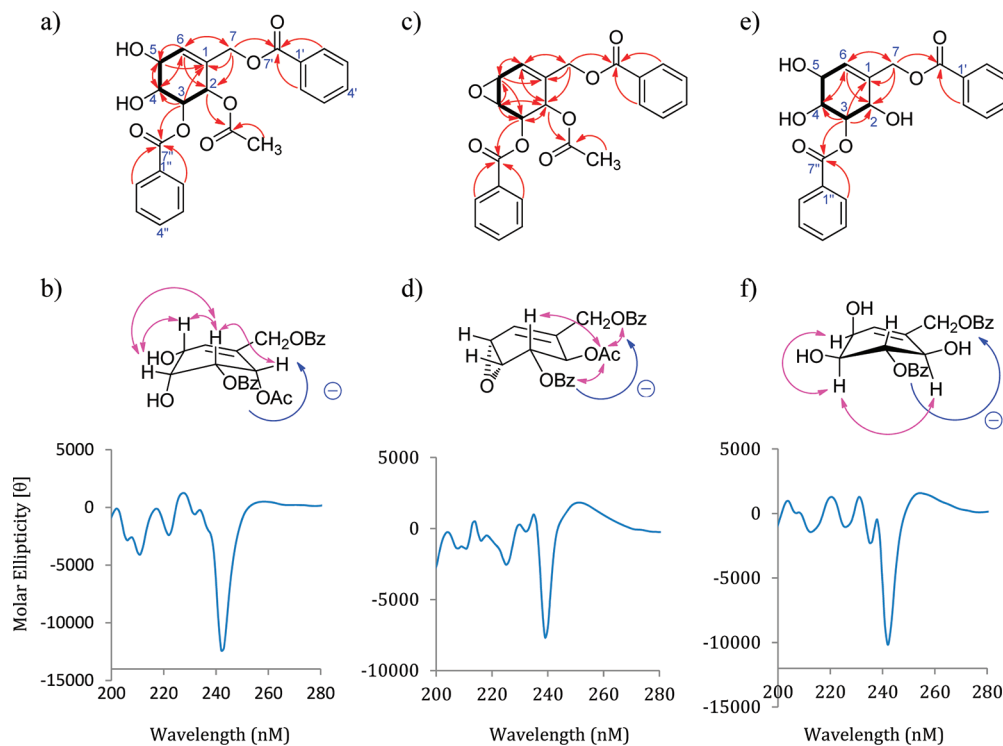 a)
c)
e)
HO 5 6 1 7 O 7' 1' O 4' HO 4 3 2 O O CH3 O O 7" 1" 4"
O O O O O CH3 O O
HO 5 6 1 7 O O 1' HO 4 3 2 OH O O 7" 1"
b)
d)
f)
H H CH2OBz HO H H HO OBz OAc ⊖
H CH2OBz H H O OAc OBz ⊖
OH H CH2OBz HO OH H OBz H ⊖
Molar Ellipticity [θ]
5000
0
-5000
-10000
-15000
200 220 240 260 280
Wavelength (nM)
5000
0
-5000
-10000
200 220 240 260 280
Wavelength (nM)
5000
0
-5000
-10000
-15000
200 220 240 260 280
Wavelength (nM)